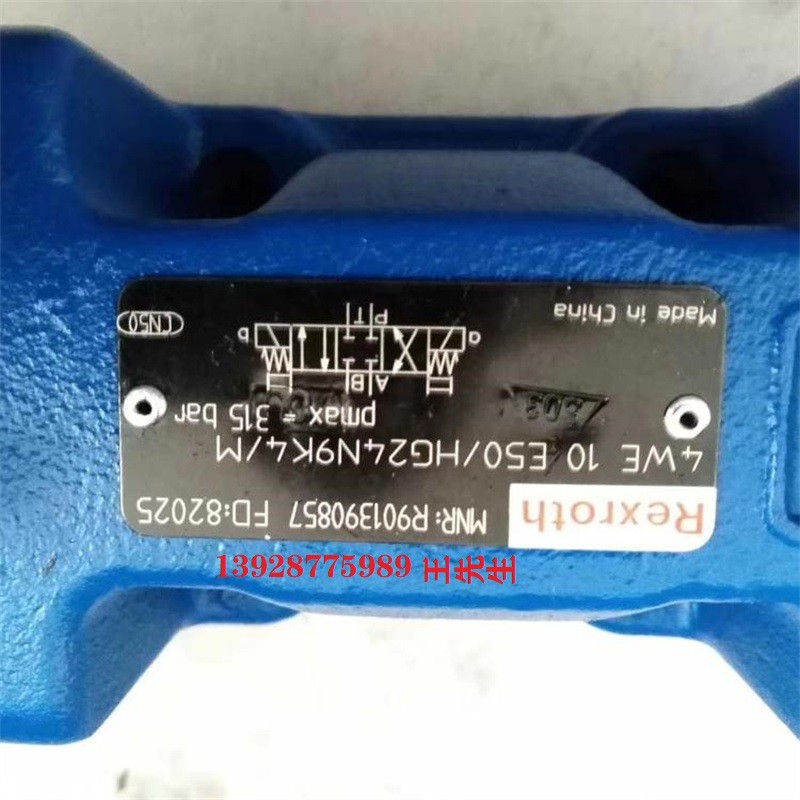 Rexroth
MNR: R901390857 FD:82025
4WE 10 E50/HG24N9K4/M
pmax = 315 bar
A B
a b
P T
Made in China
CN50
13928775989 王先生